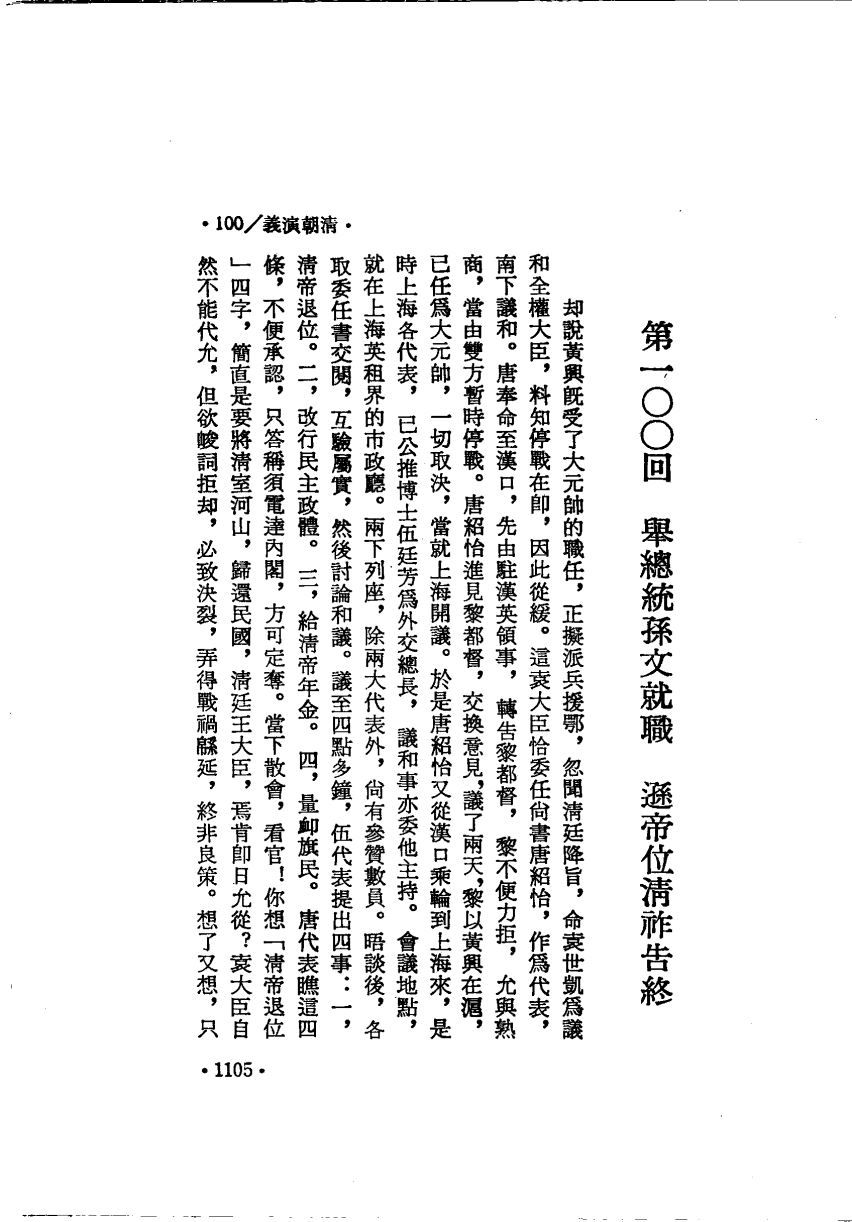 第一〇〇回　舉總統孫文就職　遜帝位淸祚告終
却說黃興旣受了大元帥的職任，正擬派兵援鄂，忽聞淸廷降旨，命袁世凱爲議
和全權大臣，料知停戰在卽，因此從緩。這袁大臣恰委任尙書唐紹怡，作爲代表，
南下議和。唐奉命至漢口，先由駐漢英領事，轉告黎都督，黎不便力拒，允與熟
商，當由雙方暫時停戰。唐紹怡進見黎都督，交換意見，議了兩天，黎以黃興在滬，
已任爲大元帥，一切取決，當就上海開議。於是唐紹怡又從漢口乘輪到上海來，是
時上海各代表，已公推博士伍廷芳爲外交總長，議和事亦委他主持。會議地點，
就在上海英租界的市政廳。兩下列座，除兩大代表外，尙有參贊數員。晤談後，各
取委任書交閱，互驗屬實，然後討論和議。議至四點多鐘，伍代表提出四事：一，
淸帝退位。二，改行民主政體。三，給淸帝年金。四，量卹旗民。唐代表瞧這四
條，不便承認，只答稱須電達內閣，方可定奪。當下散會，看官！你想「淸帝退位
」四字，簡直是要將淸室河山，歸還民國，淸廷王大臣，焉肯卽日允從？袁大臣自
然不能代允，但欲峻詞拒却，必致決裂，弄得戰禍緜延，終非良策。想了又想，只
•100／義演朝淸•
•1105•